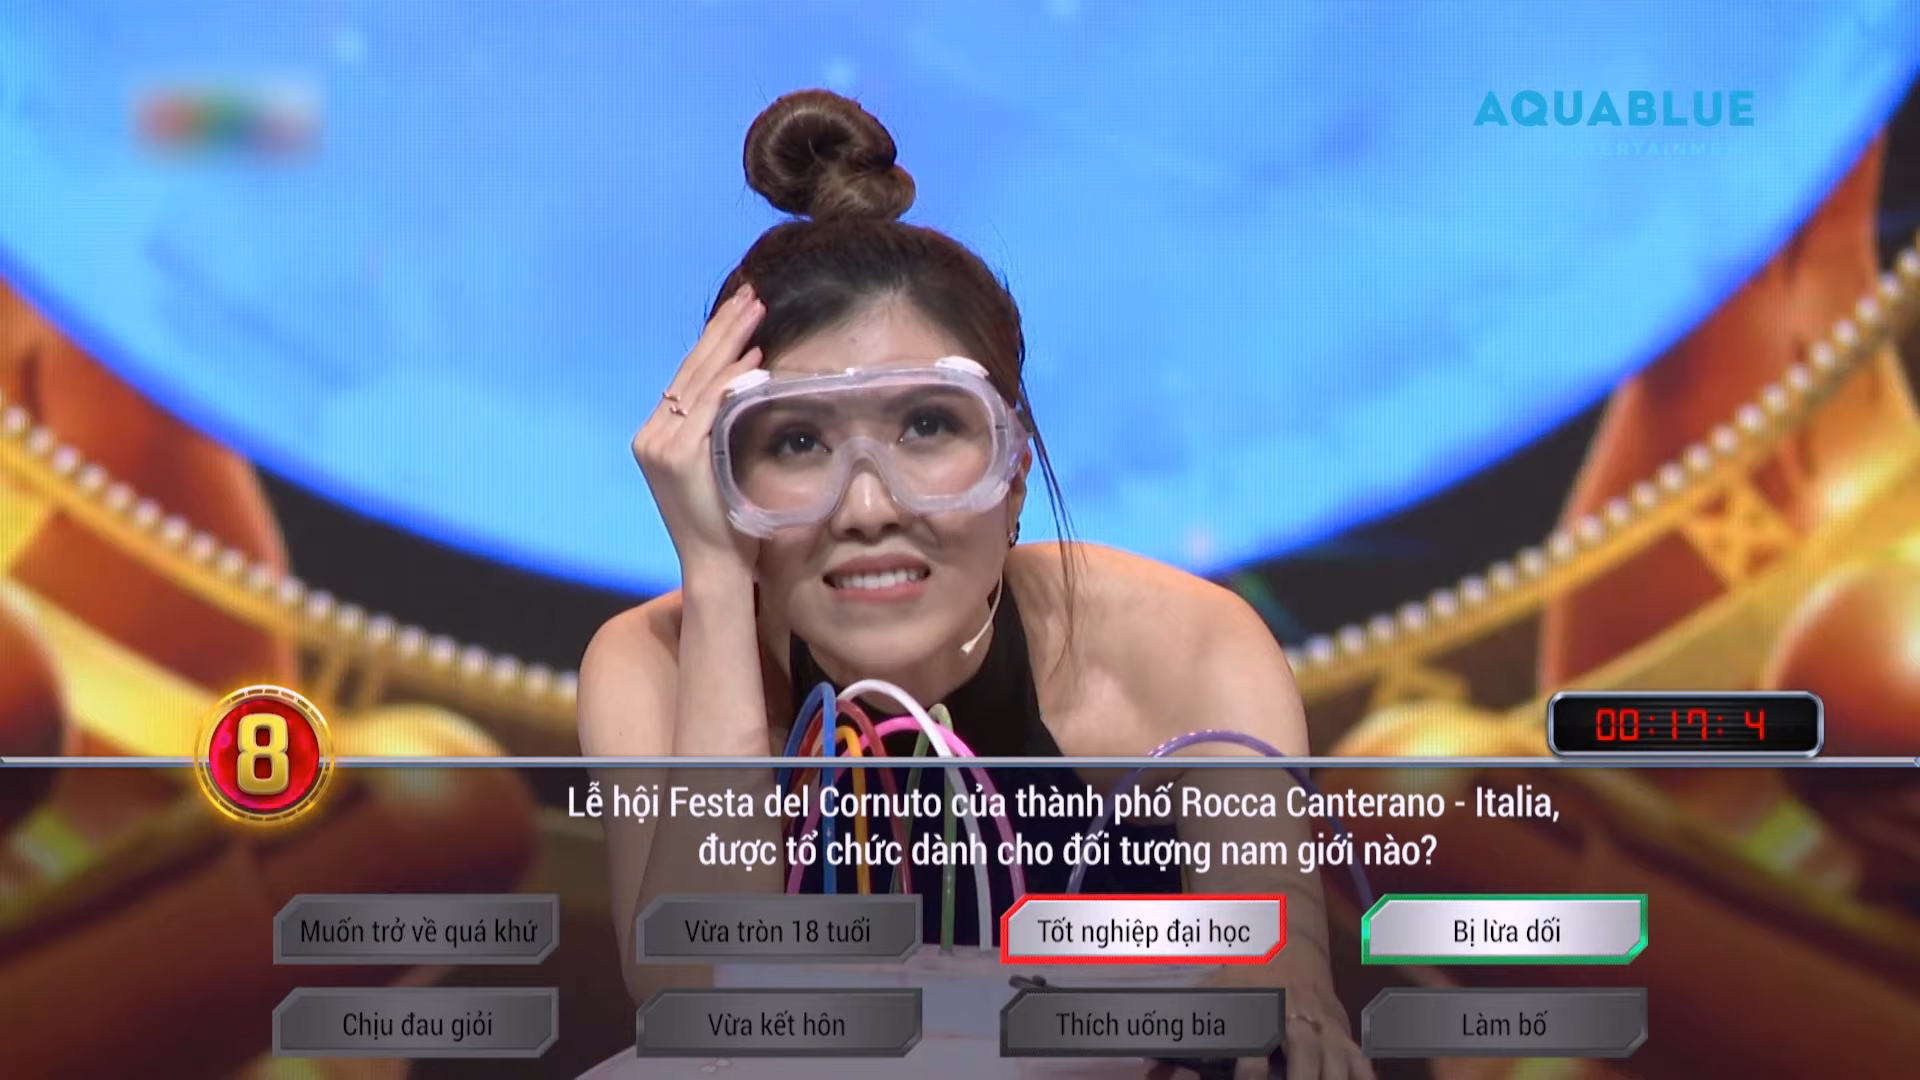 AQUABLUE
8
00:17:4
Lễ hội Festa del Cornuto của thành phố Rocca Canterano - Italia,
được tổ chức dành cho đối tượng nam giới nào?
Muốn trở về quá khứ
Vừa tròn 18 tuổi
Tốt nghiệp đại học
Bị lừa dối
Chịu đau giỏi
Vừa kết hôn
Thích uống bia
Làm bố